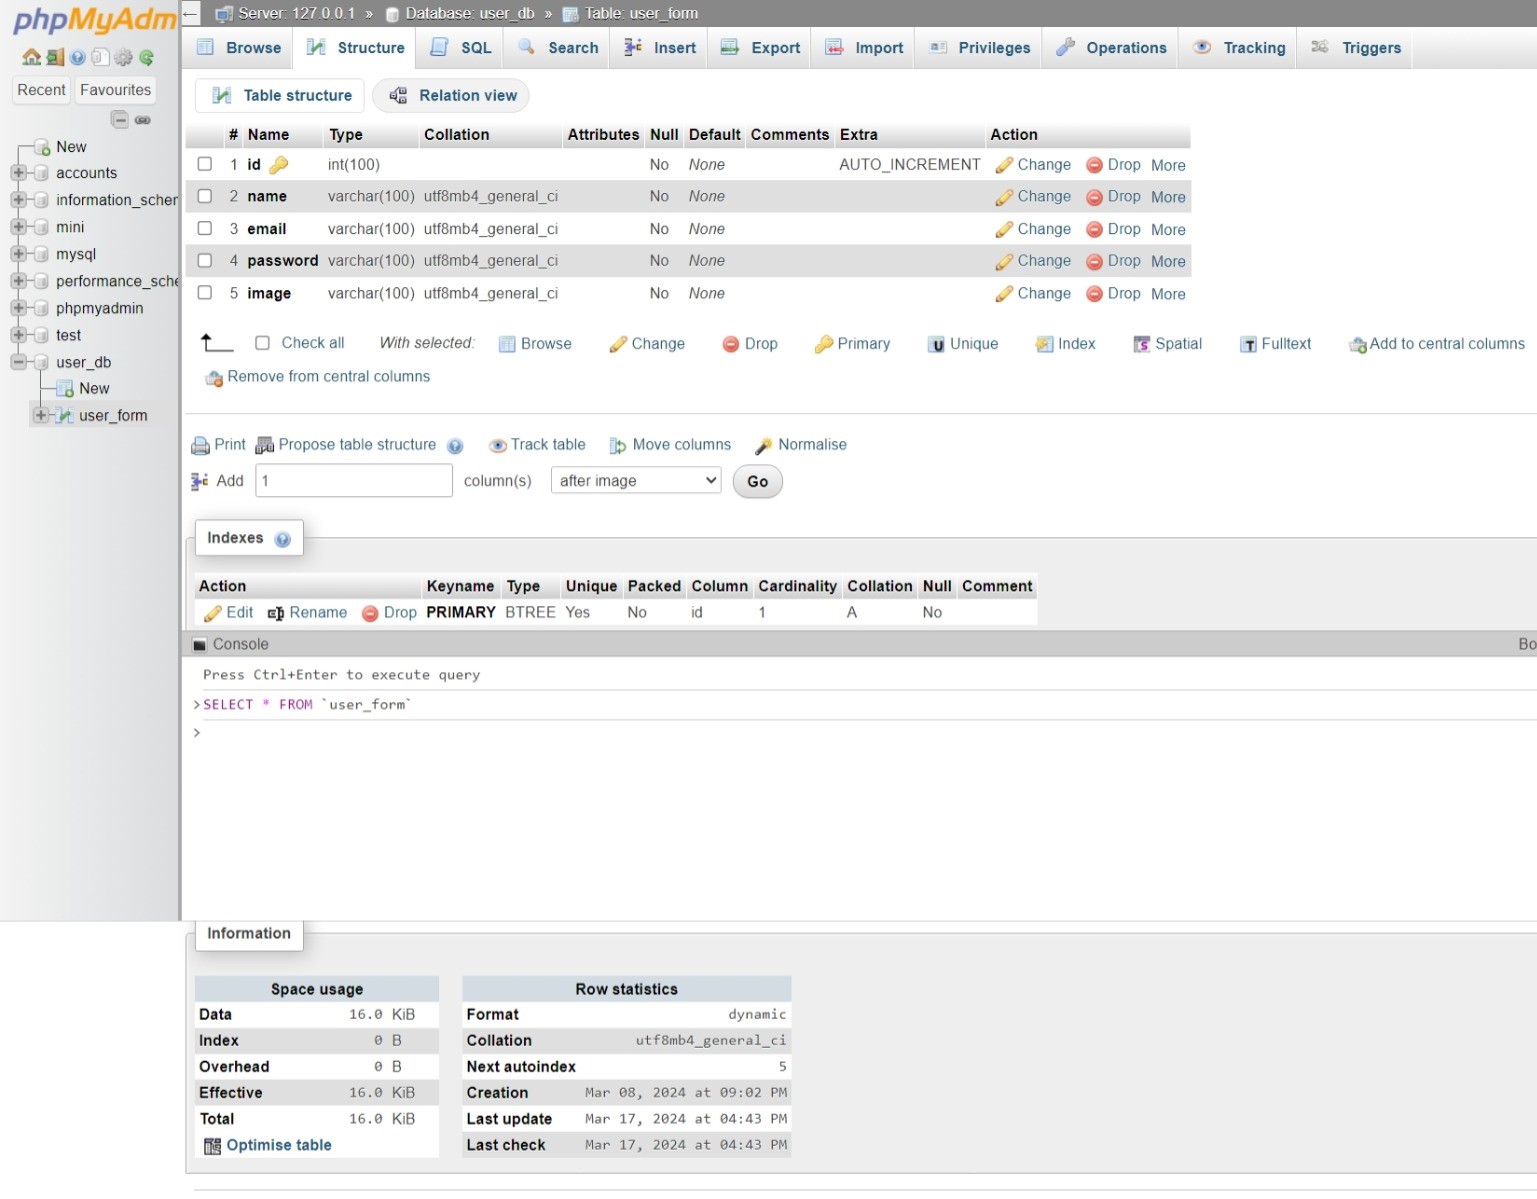 phpMyAdm
Server: 127.0.0.1 » Database: user_db » Table: user_form
Browse Structure SQL Search Insert Export Import Privileges Operations Tracking Triggers
Recent Favourites
Table structure Relation view
New
accounts
information_scher
mini
mysql
performance_sche
phpmyadmin
test
user_db
New
user_form
# Name Type Collation Attributes Null Default Comments Extra Action
1 id int(100) No None AUTO_INCREMENT Change Drop More
2 name varchar(100) utf8mb4_general_ci No None Change Drop More
3 email varchar(100) utf8mb4_general_ci No None Change Drop More
4 password varchar(100) utf8mb4_general_ci No None Change Drop More
5 image varchar(100) utf8mb4_general_ci No None Change Drop More
Check all With selected: Browse Change Drop Primary Unique Index Spatial Fulltext Add to central columns
Remove from central columns
Print Propose table structure Track table Move columns Normalise
Add 1 column(s) after image Go
Indexes
Action Keyname Type Unique Packed Column Cardinality Collation Null Comment
Edit Rename Drop PRIMARY BTREE Yes No id 1 A No
Console Bo
Press Ctrl+Enter to execute query
>SELECT * FROM `user_form`
>
Information
Space usage
Data 16.0 KiB
Index 0 B
Overhead 0 B
Effective 16.0 KiB
Total 16.0 KiB
Optimise table
Row statistics
Format dynamic
Collation utf8mb4_general_ci
Next autoindex 5
Creation Mar 08, 2024 at 09:02 PM
Last update Mar 17, 2024 at 04:43 PM
Last check Mar 17, 2024 at 04:43 PM